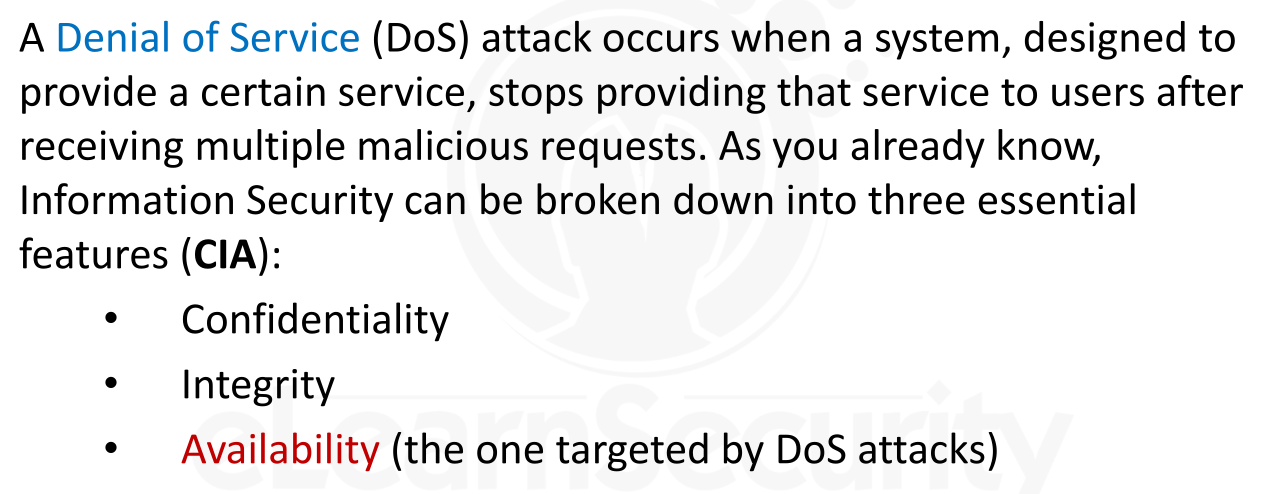 A Denial of Service (DoS) attack occurs when a system, designed to
provide a certain service, stops providing that service to users after
receiving multiple malicious requests. As you already know,
Information Security can be broken down into three essential
features (CIA):
• Confidentiality
• Integrity
• Availability (the one targeted by DoS attacks)
eLearnSecurity